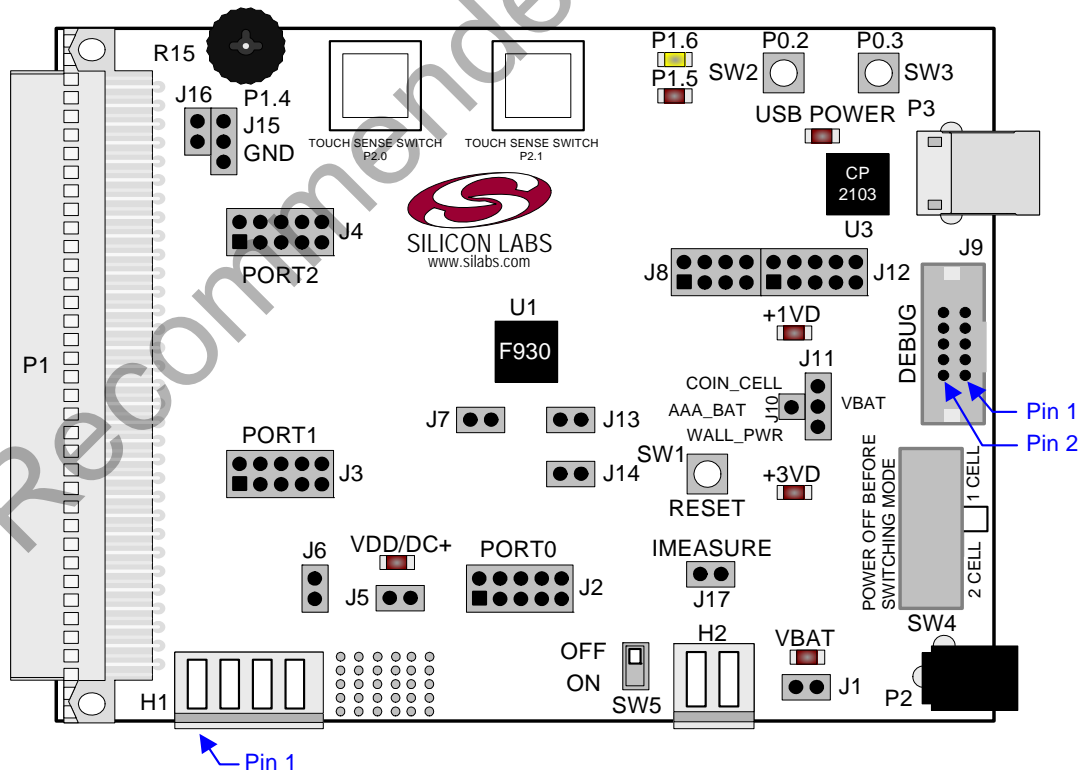 Recommende
R15
J16
P1.4
J15
GND
TOUCH SENSE SWITCH
P2.0
TOUCH SENSE SWITCH
P2.1
P1.6
P1.5
P0.2
SW2
P0.3
SW3
USB POWER
P3
CP
2103
U3
SILICON LABS
www.silabs.com
J4
PORT2
J8
J12
J9
DEBUG
+1VD
U1
F930
P1
J11
COIN_CELL
AAA_BAT
J10
VBAT
WALL_PWR
Pin 1
Pin 2
J7
J13
PORT1
J3
J14
SW1
RESET
+3VD
POWER OFF BEFORE
SWITCHING MODE
2 CELL
1 CELL
SW4
J6
VDD/DC+
J5
PORT0
J2
IMEASURE
J17
H2
OFF
ON
SW5
VBAT
J1
P2
H1
Pin 1